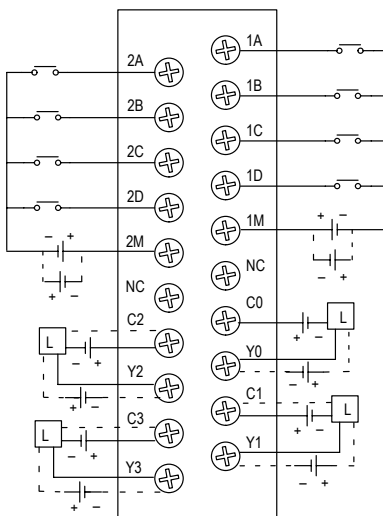 2A
2B
2C
2D
2M
NC
C2
Y2
C3
Y3
1A
1B
1C
1D
1M
NC
C0
Y0
C1
Y1
− +
+ −
− +
+ −
L
− +
+ −
L
− +
+ −
+ −
− +
+ −
L
− +
+ −
L
− +